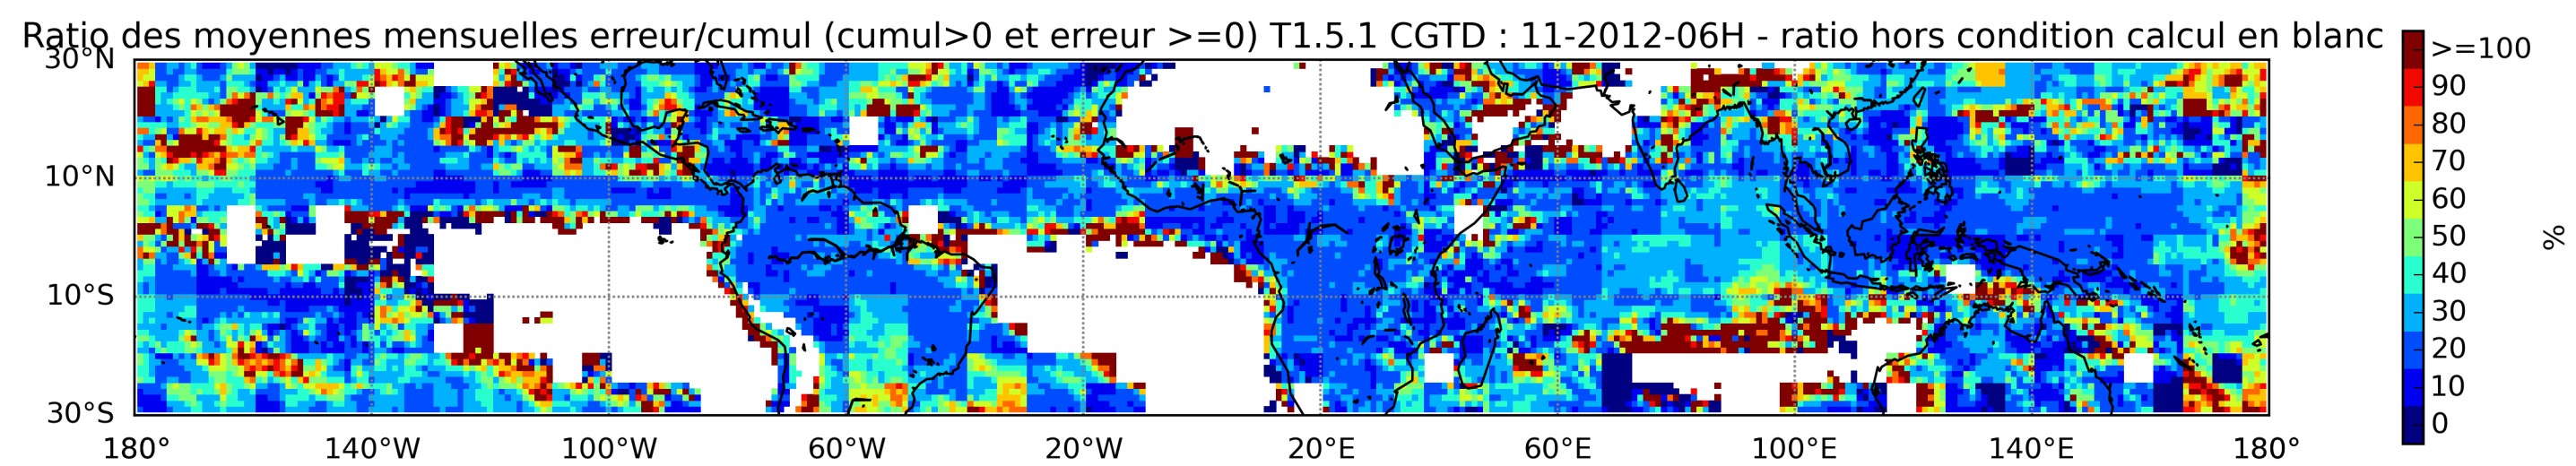 Ratio des moyennes mensuelles erreur/cumul (cumul>0 et erreur >=0) T1.5.1 CGTD : 11-2012-06H - ratio hors condition calcul en blanc
30°N
10°N
10°S
30°S
180° 140°W 100°W 60°W 20°W 20°E 60°E 100°E 140°E 180°
>=100
90
80
70
60
50
40
30
20
10
0
%